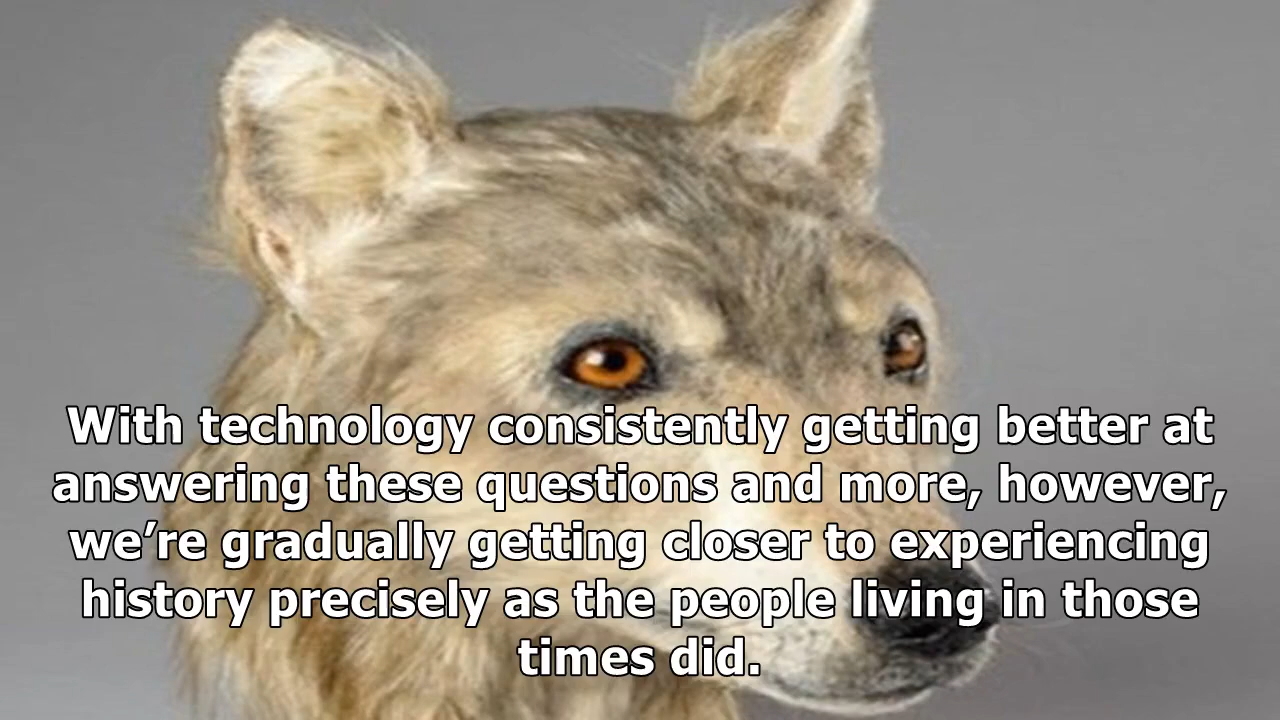 With technology consistently getting better at
answering these questions and more, however,
we’re gradually getting closer to experiencing
history precisely as the people living in those
times did.